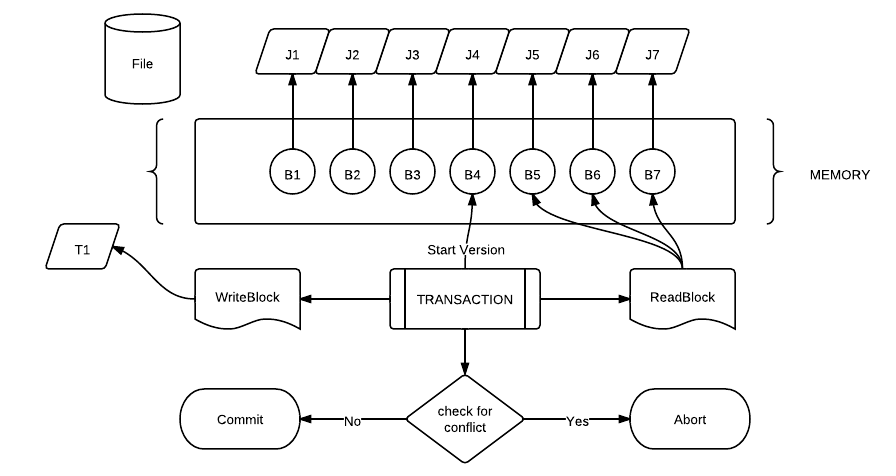 File
J1
J2
J3
J4
J5
J6
J7
B1
B2
B3
B4
B5
B6
B7
MEMORY
T1
Start Version
WriteBlock
TRANSACTION
ReadBlock
Commit
No
check for
conflict
Yes
Abort